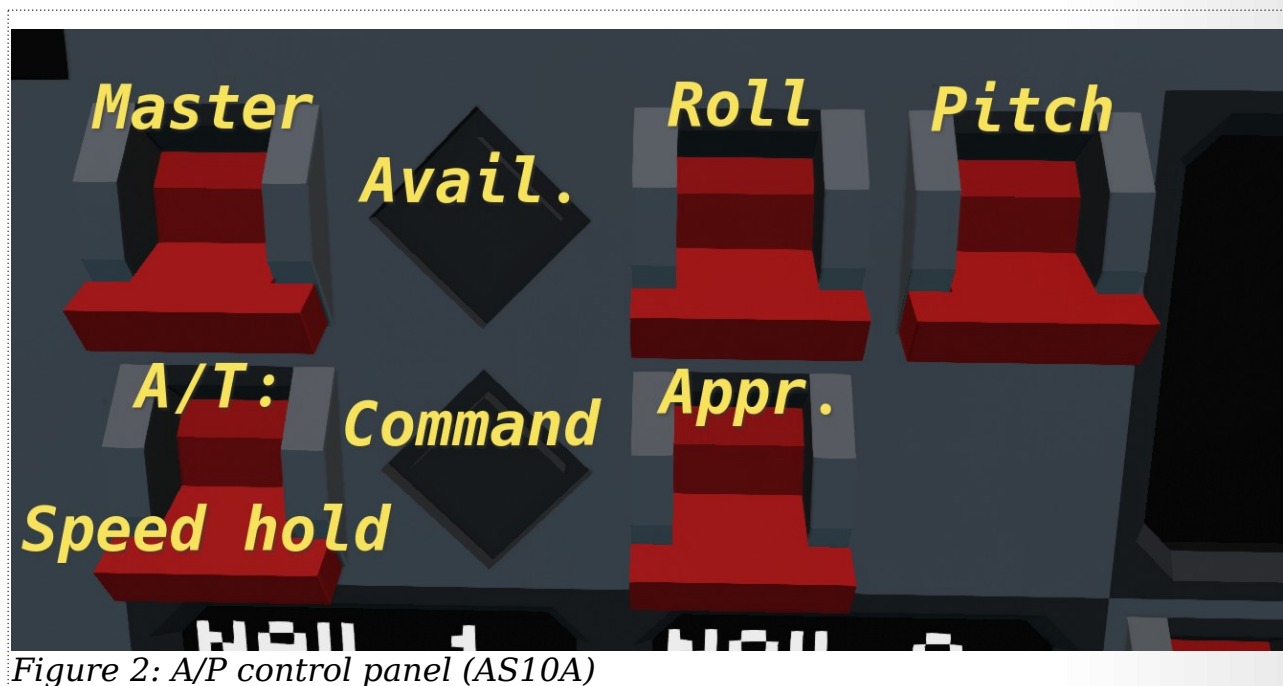 Master
Avail.
Roll
Pitch
A/T:
Command
Appr.
Speed hold
Figure 2: A/P control panel (AS10A)